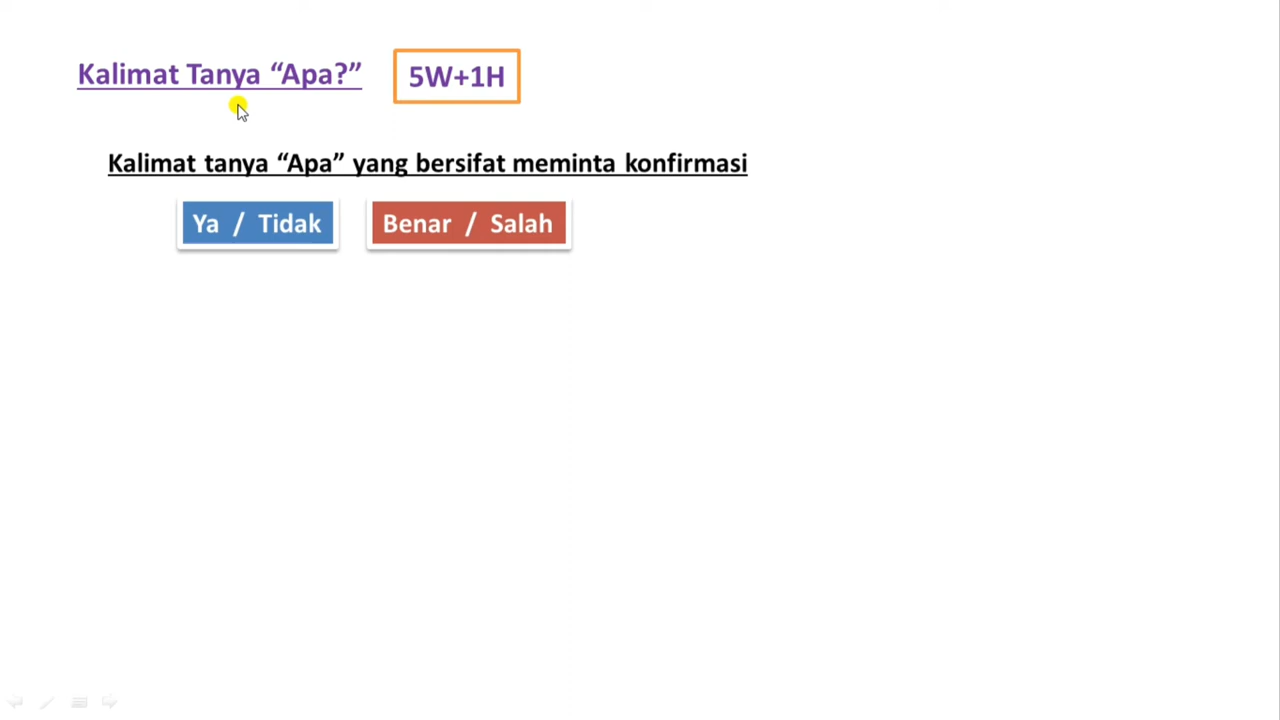 Kalimat Tanya “Apa?” 5W+1H
Kalimat tanya “Apa” yang bersifat meminta konfirmasi
Ya / Tidak Benar / Salah